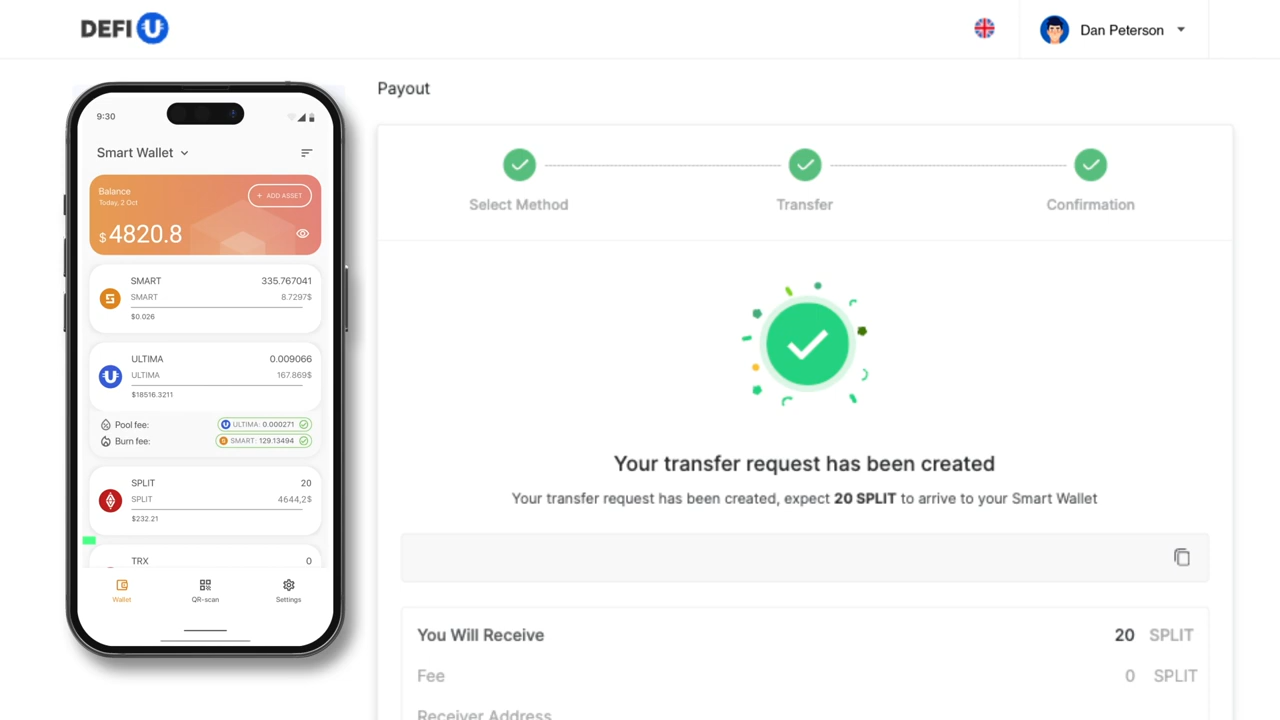 DEFI
Dan Peterson
9:30
Smart Wallet
Balance
Today, 2 Oct
+ ADD ASSET
$4820.8
SMART 335.767041
SMART 8.7297$
$0.026
ULTIMA 0.009066
ULTIMA 167.869$
$18516.3211
Pool fee: ULTIMA: 0.000271
Burn fee: SMART: 129.13494
SPLIT 20
SPLIT 4644,2$
$232.21
TRX 0
Wallet QR-scan Settings
Payout
Select Method Transfer Confirmation
Your transfer request has been created
Your transfer request has been created, expect 20 SPLIT to arrive to your Smart Wallet
You Will Receive 20 SPLIT
Fee 0 SPLIT
Receiver Address